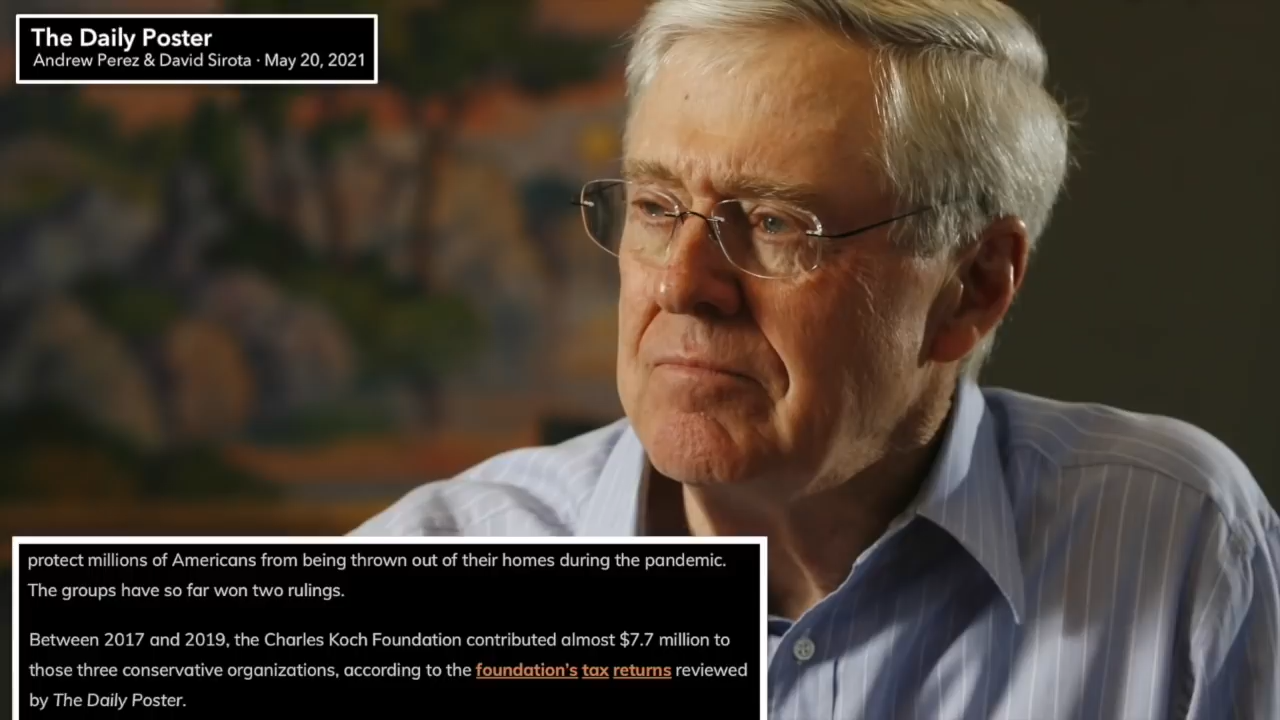 The Daily Poster
Andrew Perez & David Sirota · May 20, 2021
protect millions of Americans from being thrown out of their homes during the pandemic.
The groups have so far won two rulings.
Between 2017 and 2019, the Charles Koch Foundation contributed almost $7.7 million to
those three conservative organizations, according to the foundation's tax returns reviewed
by The Daily Poster.